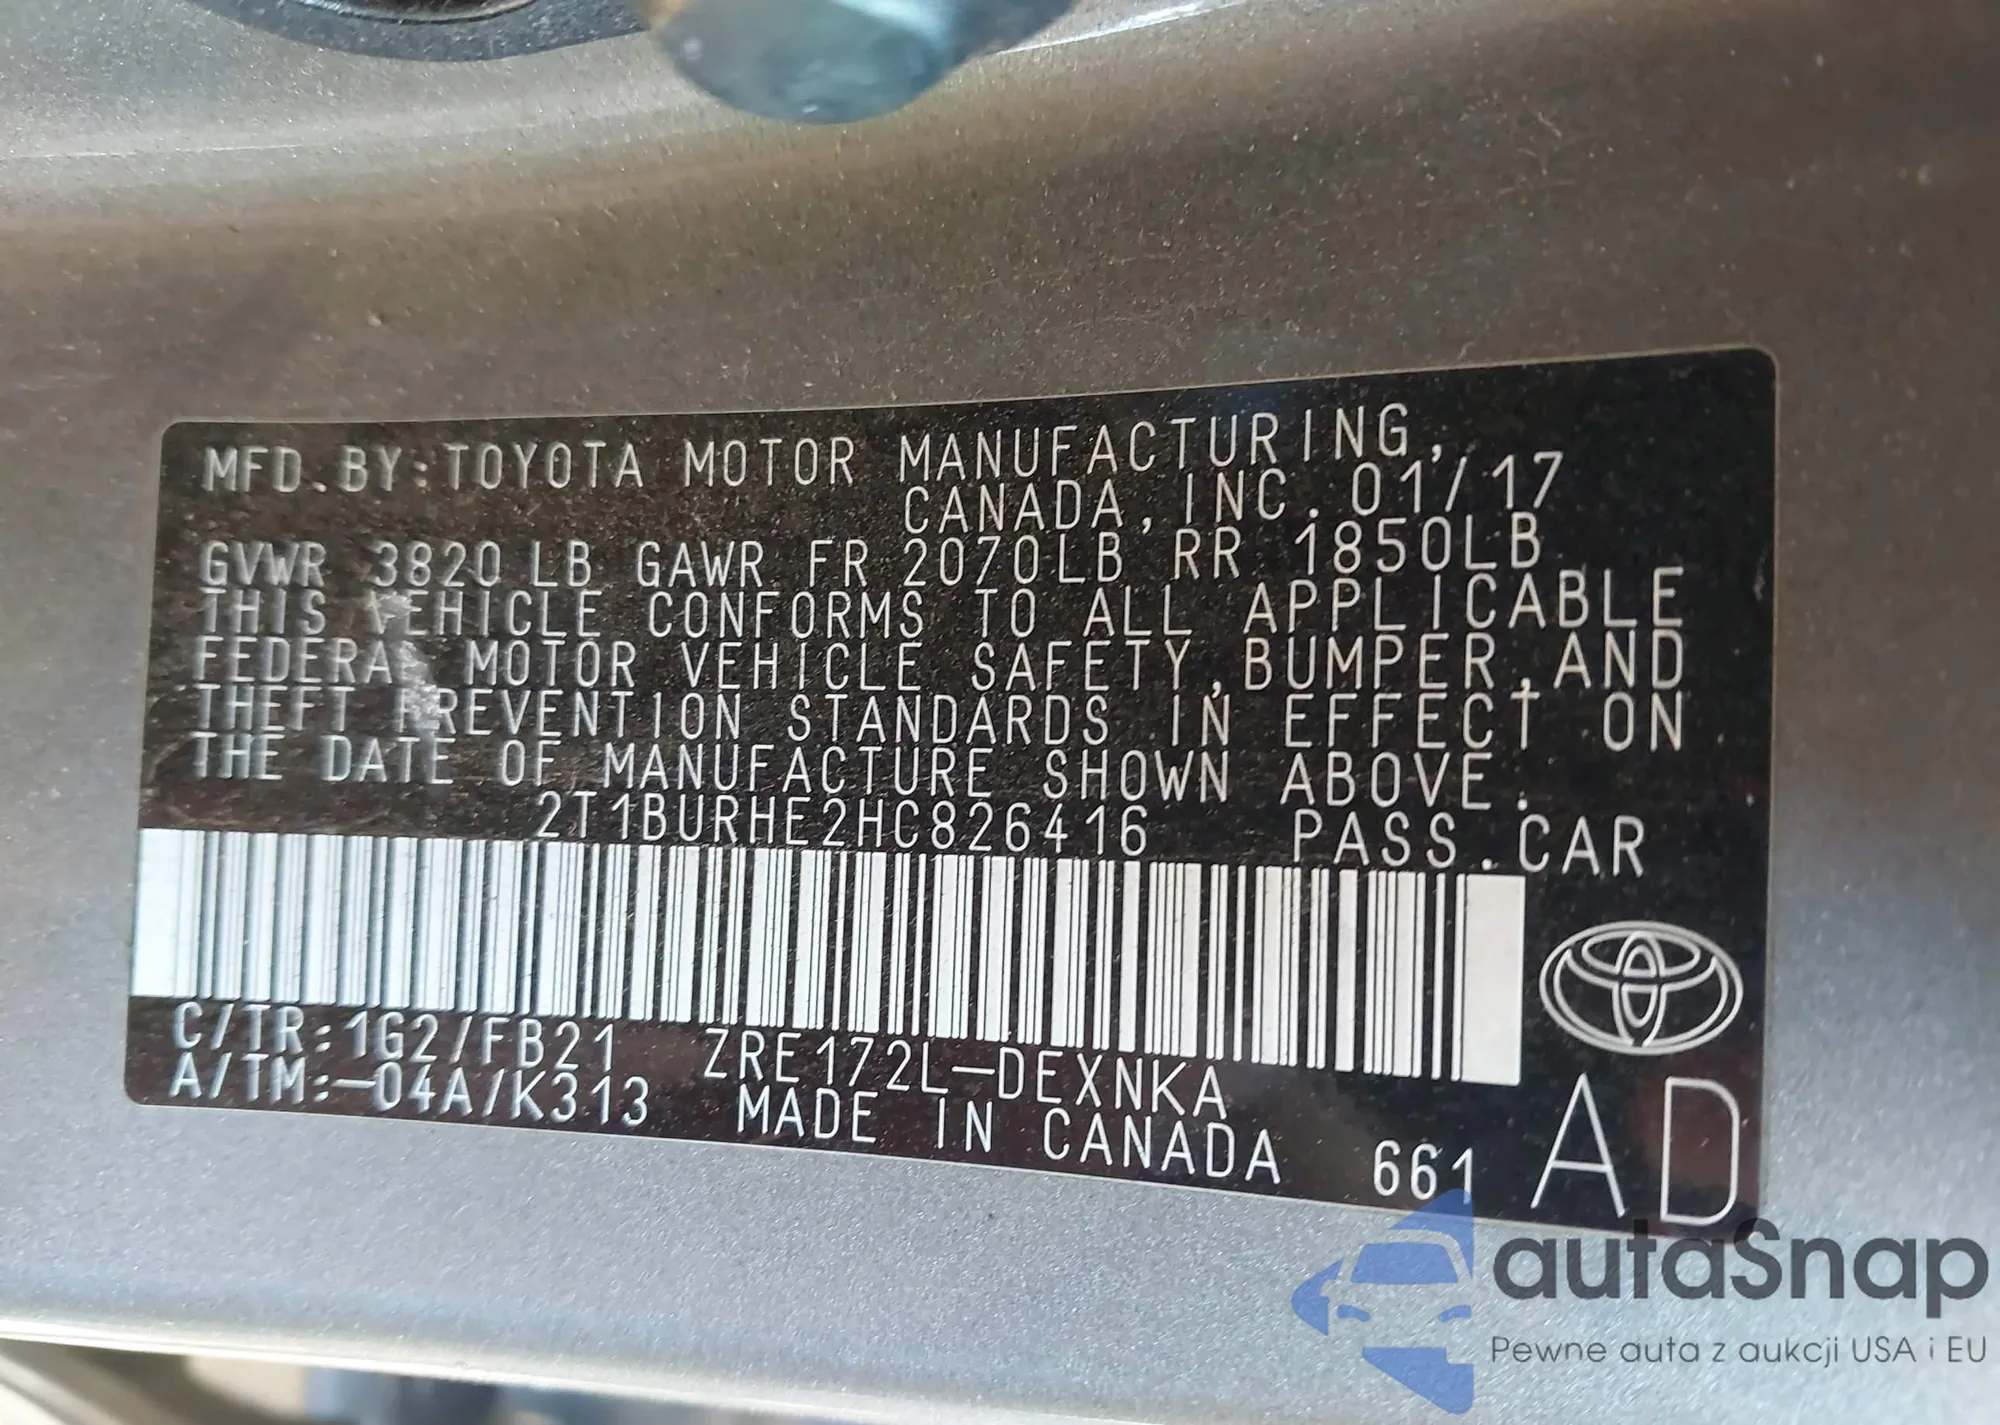 MFD.BY:TOYOTA MOTOR MANUFACTURING,
CANADA,INC.01/17
GVWR 3820 LB GAWR FR 2070LB RR 1850LB
THIS VEHICLE CONFORMS TO ALL APPLICABLE
FEDERAL MOTOR VEHICLE SAFETY,BUMPER,AND
THEFT PREVENTION STANDARDS IN EFFECT ON
THE DATE OF MANUFACTURE SHOWN ABOVE.
2T1BURHE2HC826416 PASS.CAR
C/TR:1G2/FB21 ZRE172L-DEXNKA
A/TM:-04A/K313 MADE IN CANADA 661 AD
autaSnap
Pewne auta z aukcji USA i EU